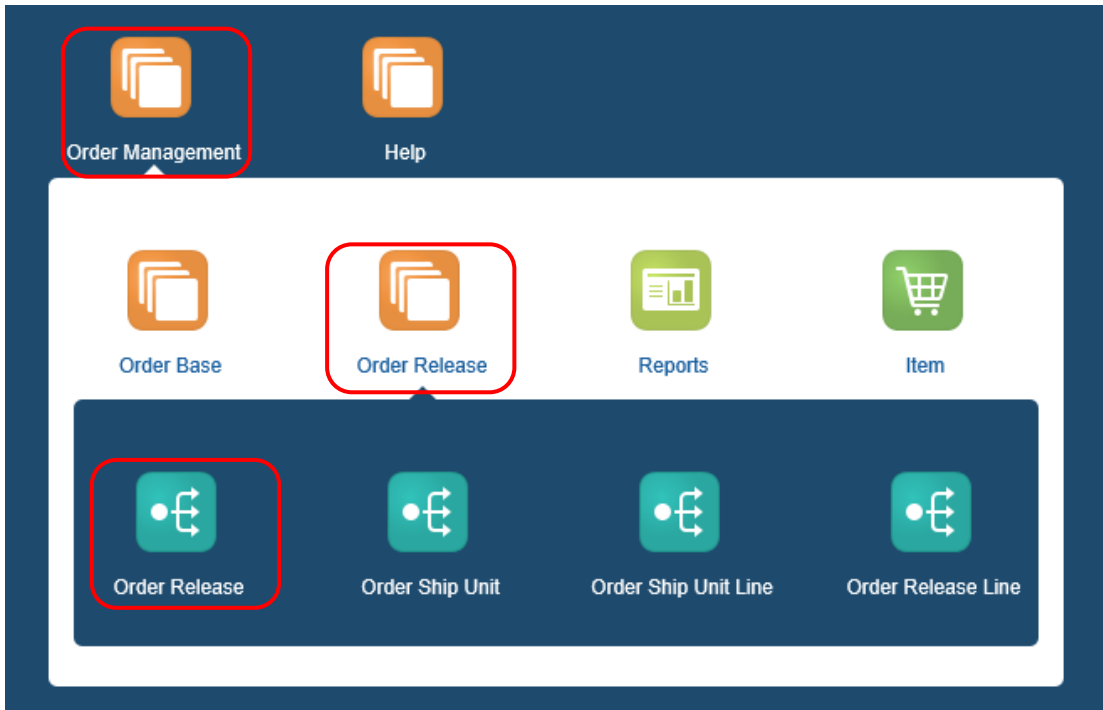 Order Management
Help
Order Base
Order Release
Reports
Item
Order Release
Order Ship Unit
Order Ship Unit Line
Order Release Line